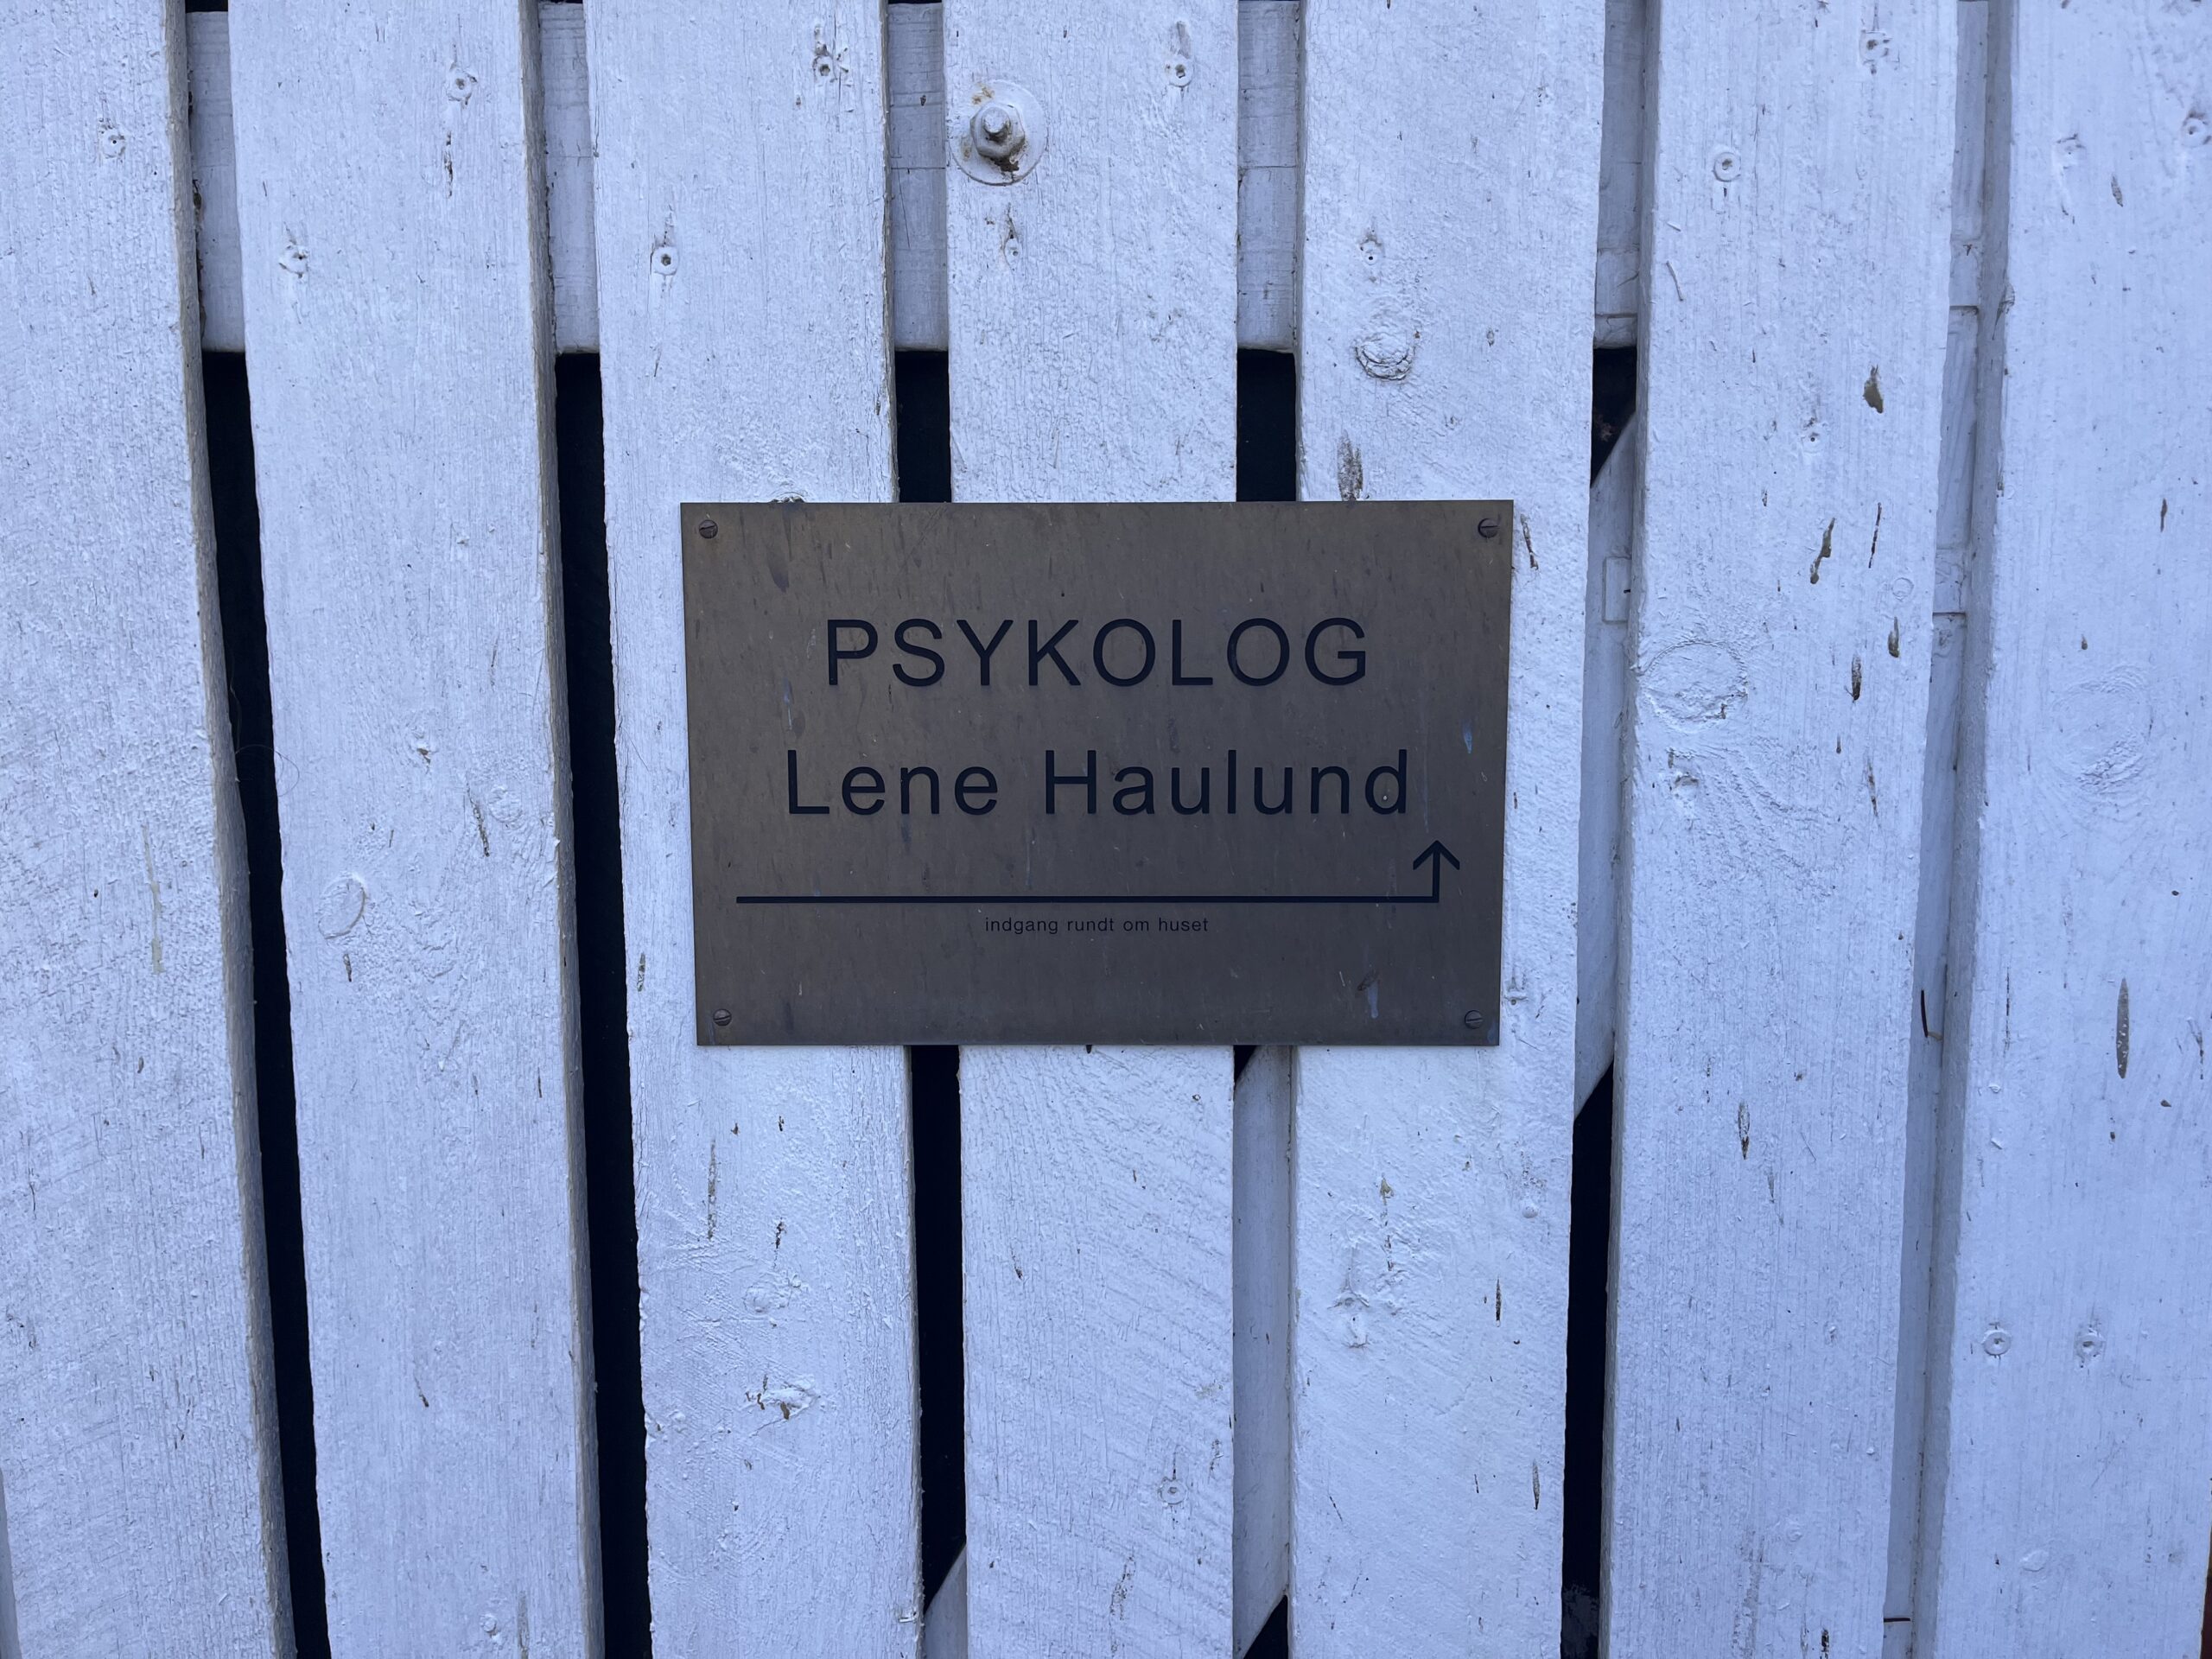 PSYKOLOG
Lene Haulund
indgang rundt om huset